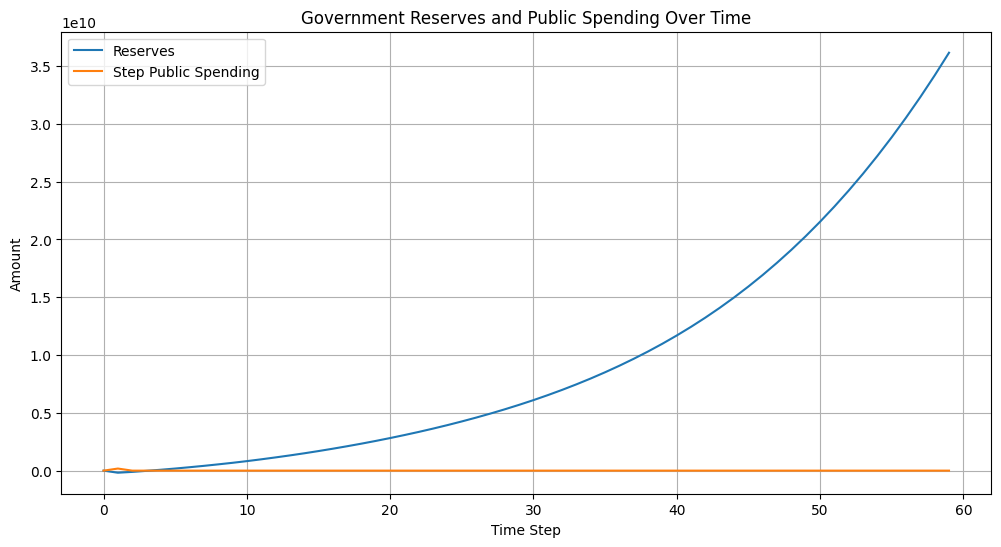 Government Reserves and Public Spending Over Time
1e10
Reserves
Step Public Spending
3.5
3.0
2.5
2.0
1.5
1.0
0.5
0.0
Amount
0 10 20 30 40 50 60
Time Step